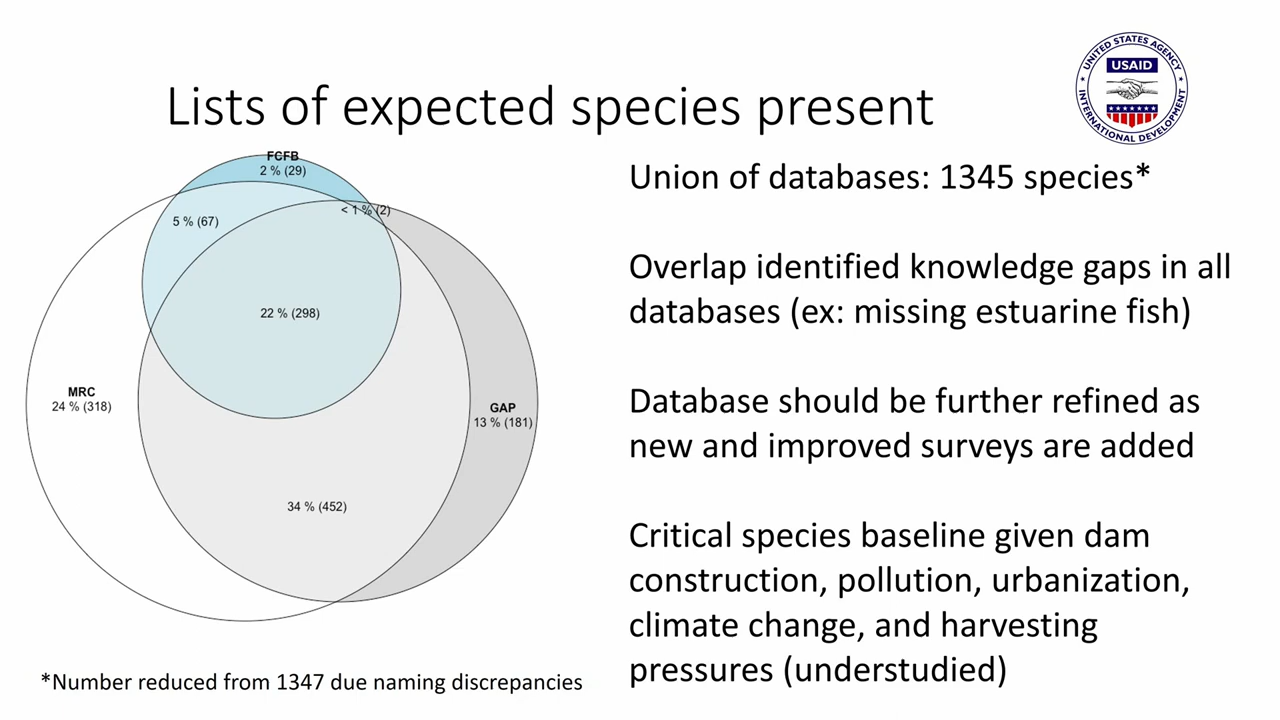 UNITED STATES AGENCY
USAID
INTERNATIONAL DEVELOPMENT
Lists of expected species present
FCFB
2 % (29)
< 1 % (2)
5 % (67)
22 % (298)
MRC
24 % (318)
GAP
13 % (181)
34 % (452)
Union of databases: 1345 species*
Overlap identified knowledge gaps in all
databases (ex: missing estuarine fish)
Database should be further refined as
new and improved surveys are added
Critical species baseline given dam
construction, pollution, urbanization,
climate change, and harvesting
pressures (understudied)
*Number reduced from 1347 due naming discrepancies